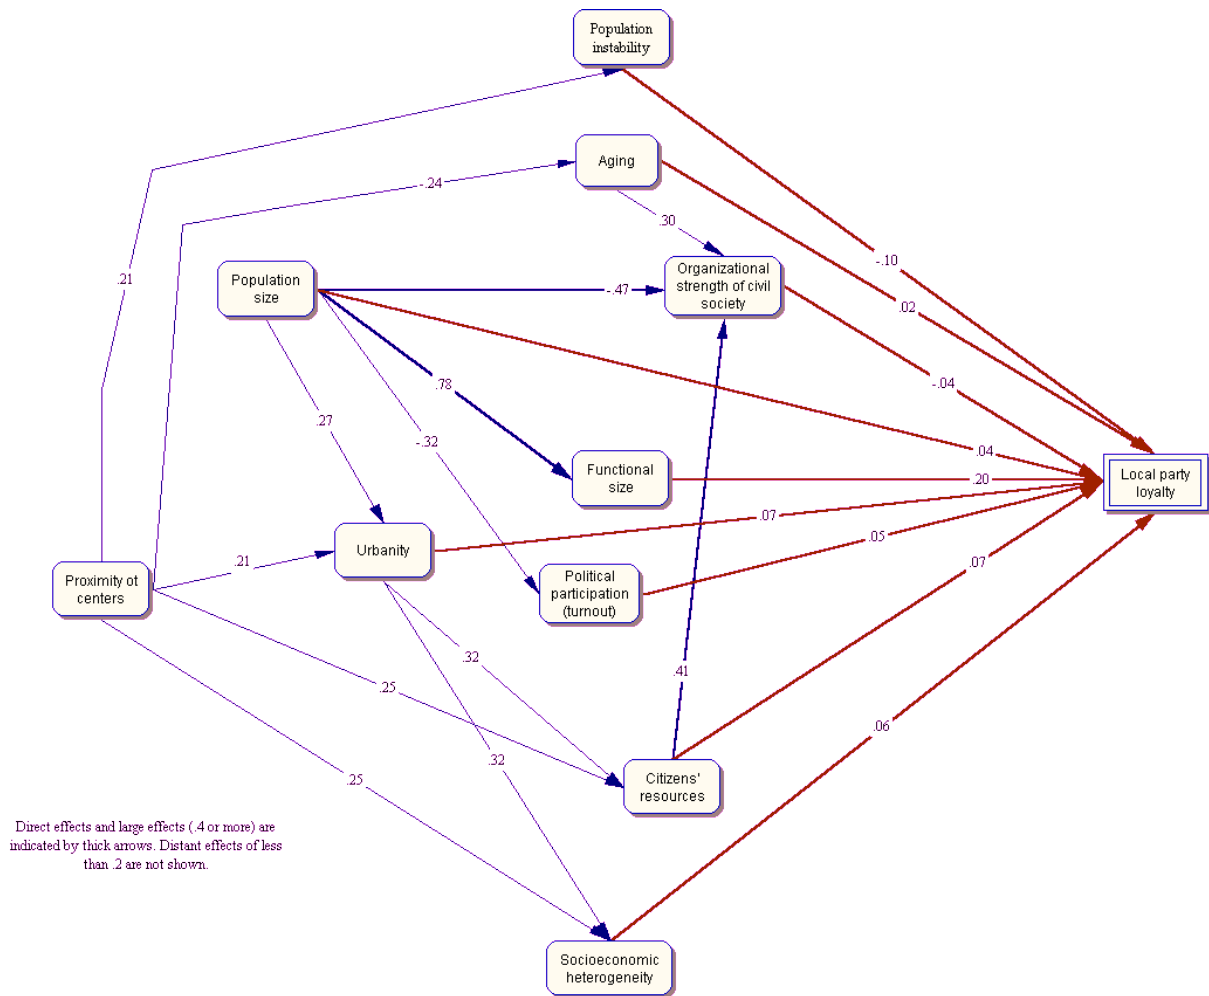 Population
instability
Aging
-.24
.30
.21
Population
size
-.47
Organizational
strength of civil
society
-.10
.02
.78
-.04
.27
-.32
.04
Functional
size
.20
Local party
loyalty
.07
.05
Urbanity
.21
Proximity ot
centers
Political
participation
(turnout)
.07
.32
.25
.41
.32
.06
.25
Citizens'
resources
Direct effects and large effects (.4 or more) are
indicated by thick arrows. Distant effects of less
than .2 are not shown.
Socioeconomic
heterogeneity